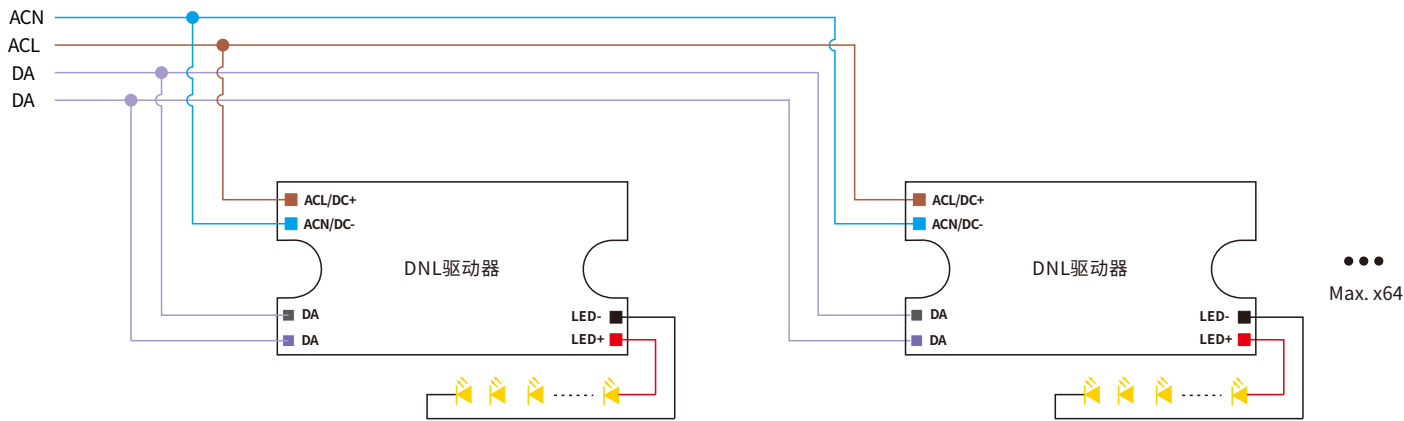 ACN
ACL
DA
DA
ACL/DC+
ACN/DC-
DNL驱动器
DA
DA
LED-
LED+
ACL/DC+
ACN/DC-
DNL驱动器
DA
DA
LED-
LED+
Max. x64